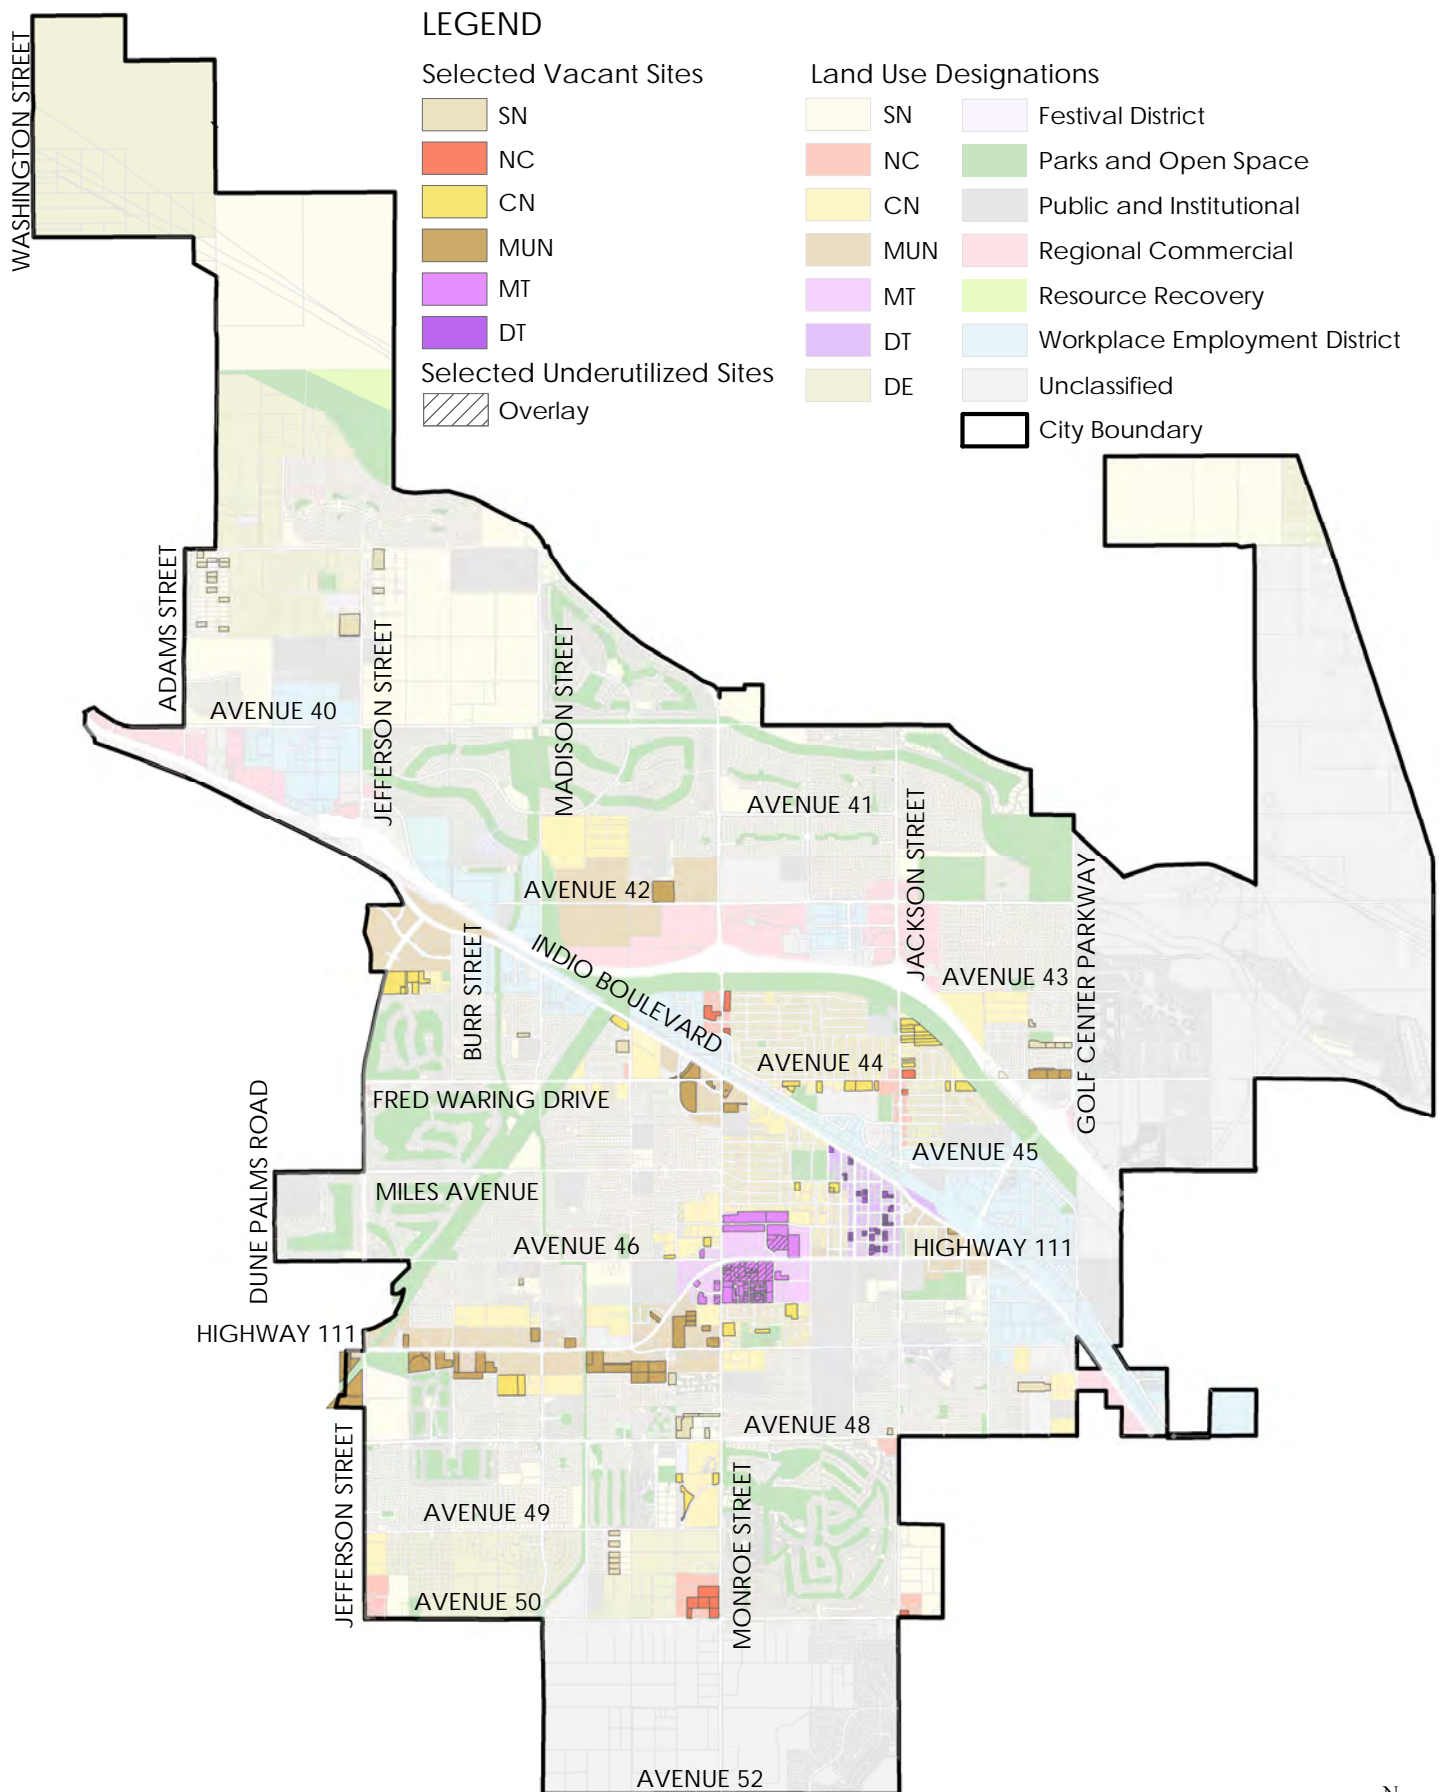 LEGEND
Selected Vacant Sites
SN
NC
CN
MUN
MT
DT
Selected Underutilized Sites
Overlay
Land Use Designations
SN
NC
CN
MUN
MT
DT
DE
Festival District
Parks and Open Space
Public and Institutional
Regional Commercial
Resource Recovery
Workplace Employment District
Unclassified
City Boundary
WASHINGTON STREET
ADAMS STREET
AVENUE 40
JEFFERSON STREET
MADISON STREET
AVENUE 41
JACKSON STREET
AVENUE 42
GOLF CENTER PARKWAY
BURR STREET
INDIO BOULEVARD
AVENUE 43
AVENUE 44
FRED WARING DRIVE
DUNE PALMS ROAD
AVENUE 45
MILES AVENUE
AVENUE 46
HIGHWAY 111
HIGHWAY 111
AVENUE 48
JEFFERSON STREET
MONROE STREET
AVENUE 49
AVENUE 50
AVENUE 52
N